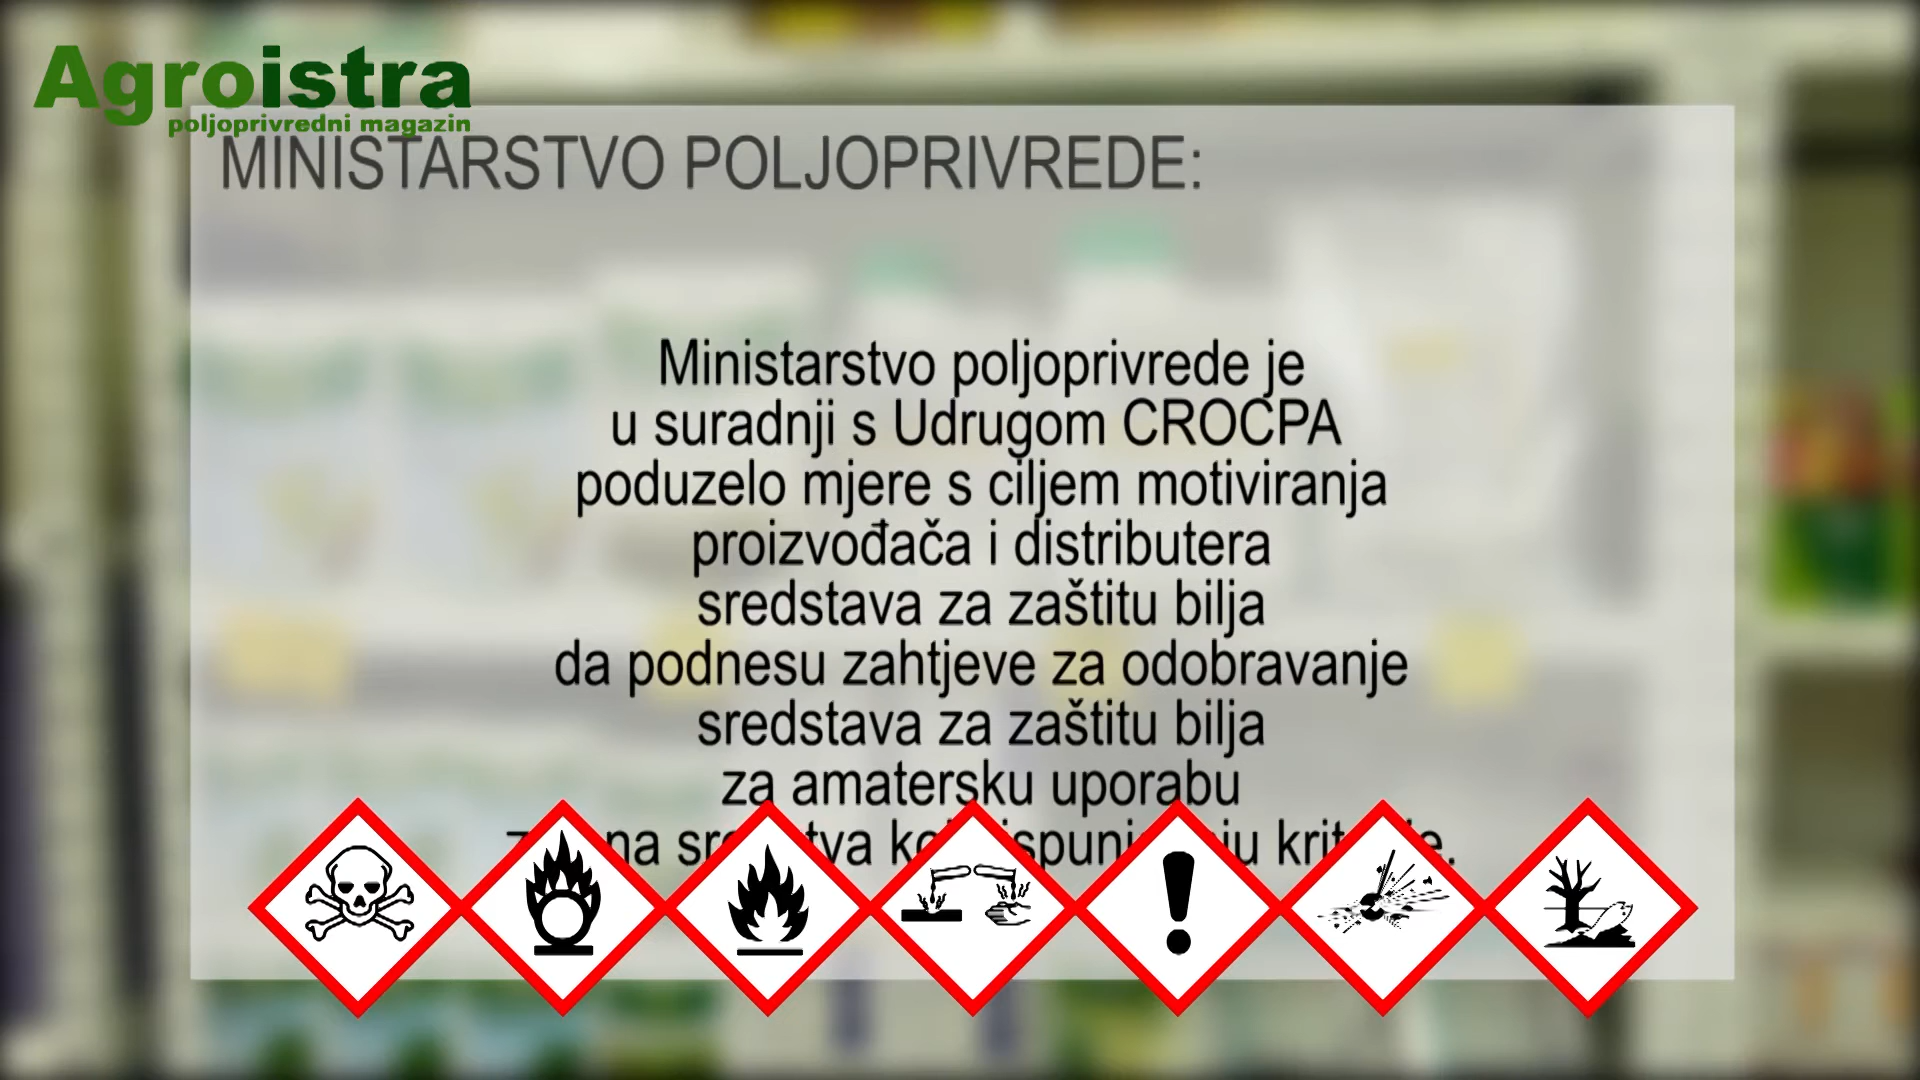 Agroistra
poljoprivredni magazin
MINISTARSTVO POLJOPRIVREDE:
Ministarstvo poljoprivrede je
u suradnji s Udrugom CROCPA
poduzelo mjere s ciljem motiviranja
proizvođača i distributera
sredstava za zaštitu bilja
da podnesu zahtjeve za odobravanje
sredstava za zaštitu bilja
za amatersku uporabu